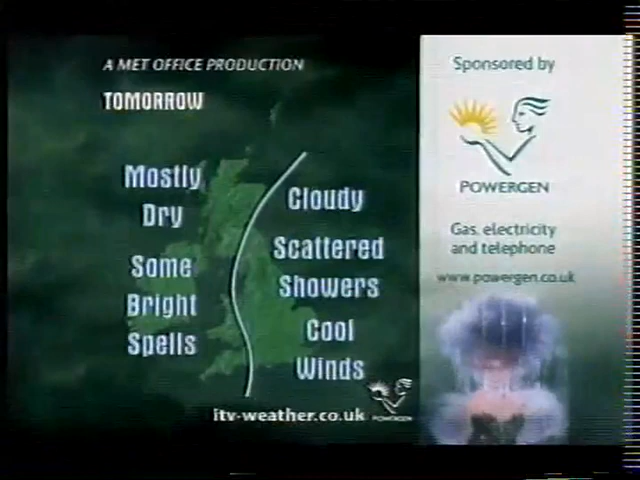 A MET OFFICE PRODUCTION
TOMORROW
Mostly
Dry
Some
Bright
Spells
Cloudy
Scattered
Showers
Cool
Winds
itv-weather.co.uk
POWERGEN
Sponsored by
POWERGEN
Gas, electricity
and telephone
www.powergen.co.uk